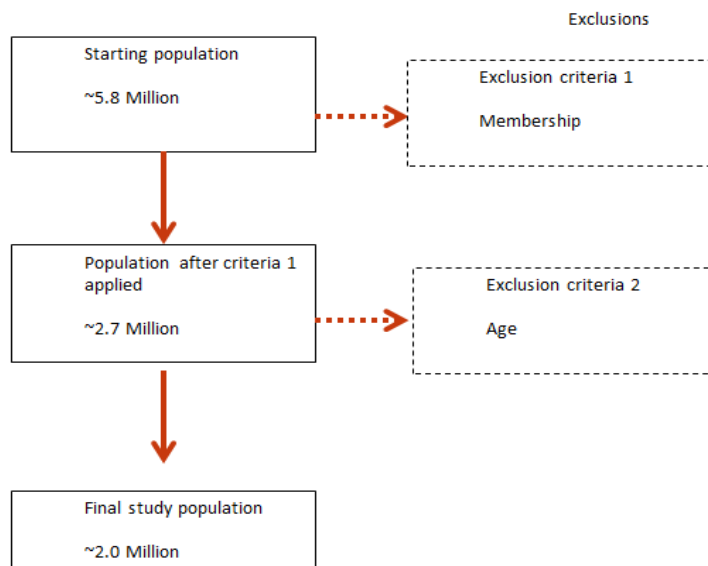 Exclusions
Starting population
~5.8 Million
Exclusion criteria 1
Membership
Population after criteria 1
applied
~2.7 Million
Exclusion criteria 2
Age
Final study population
~2.0 Million